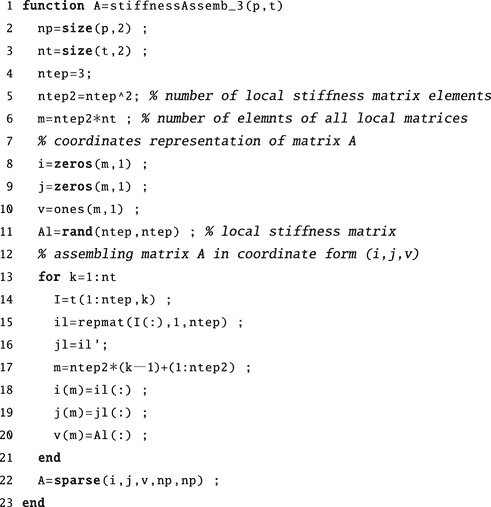 1 function A=stiffnessAssemb_3(p,t)
2 np=size(p,2) ;
3 nt=size(t,2) ;
4 ntep=3;
5 ntep2=ntep^2; % number of local stiffness matrix elements
6 m=ntep2*nt ; % number of elemnts of all local matrices
7 % coordinates representation of matrix A
8 i=zeros(m,1) ;
9 j=zeros(m,1) ;
10 v=ones(m,1) ;
11 Al=rand(ntep,ntep) ; % local stiffness matrix
12 % assembling matrix A in coordinate form (i,j,v)
13 for k=1:nt
14 I=t(1:ntep,k) ;
15 il=repmat(I(:),1,ntep) ;
16 jl=il';
17 m=ntep2*(k—1)+(1:ntep2) ;
18 i(m)=il(:) ;
19 j(m)=jl(:) ;
20 v(m)=Al(:) ;
21 end
22 A=sparse(i,j,v,np,np) ;
23 end